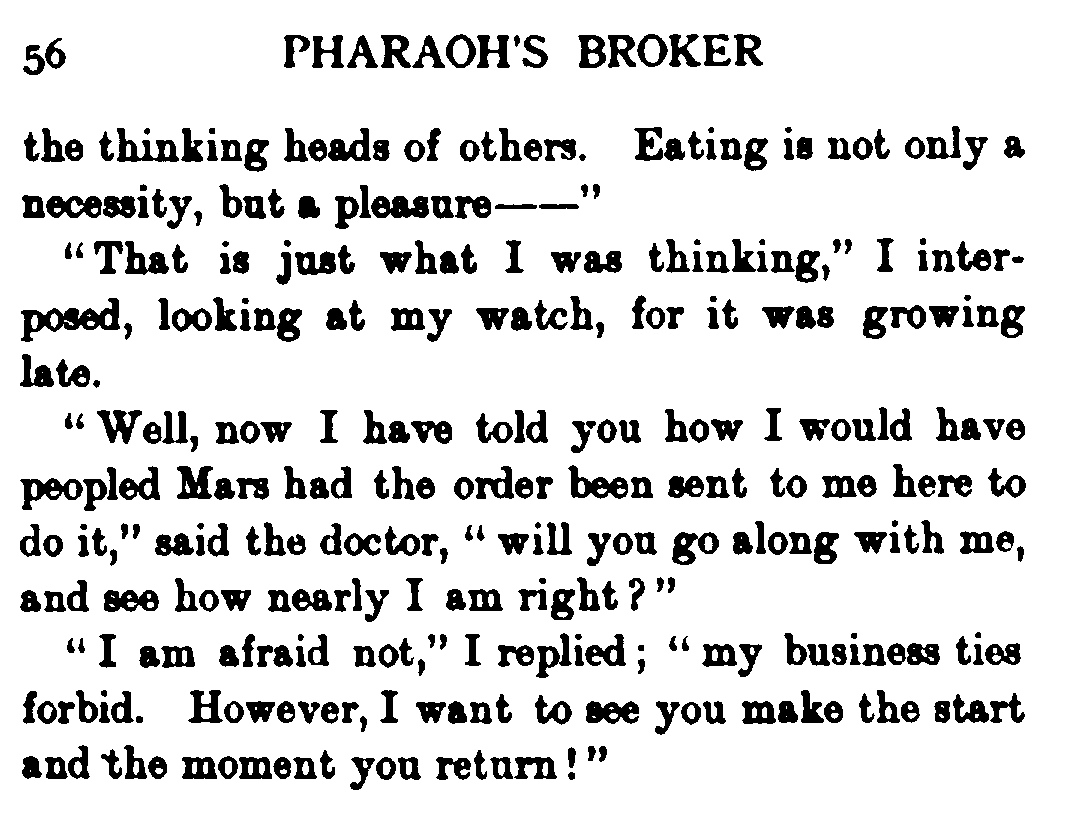 56 PHARAOH'S BROKER
the thinking heads of others. Eating is not only a
necessity, but a pleasure——"
"That is just what I was thinking," I inter-
posed, looking at my watch, for it was growing
late.
"Well, now I have told you how I would have
peopled Mars had the order been sent to me here to
do it," said the doctor, "will you go along with me,
and see how nearly I am right?"
"I am afraid not," I replied; "my business ties
forbid. However, I want to see you make the start
and the moment you return!"